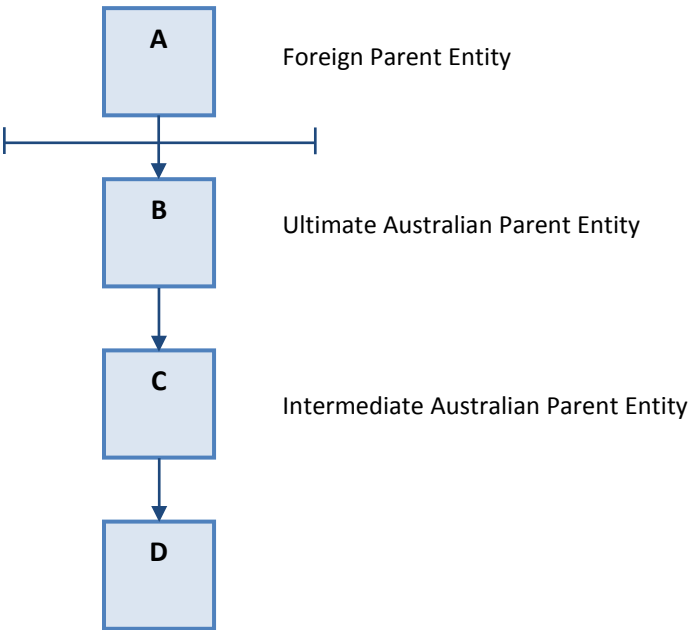 A
Foreign Parent Entity
B
Ultimate Australian Parent Entity
C
Intermediate Australian Parent Entity
D